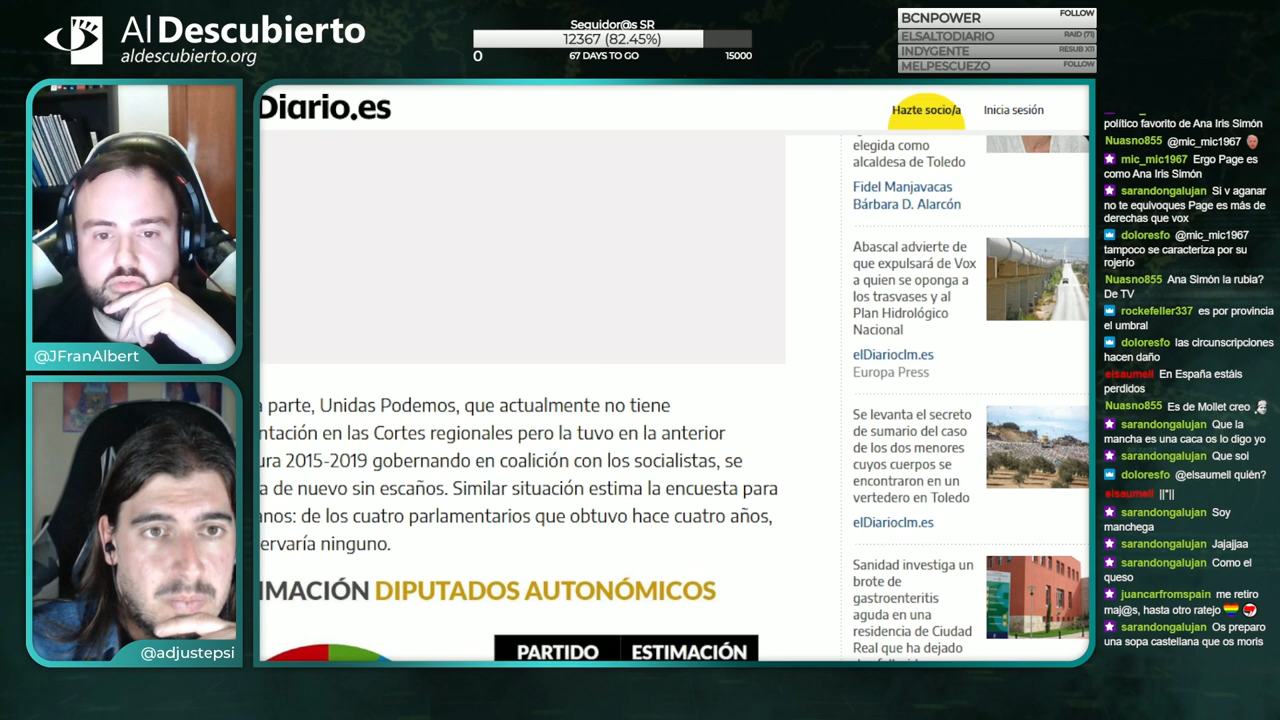 Al Descubierto
aldescubierto.org
Seguidor@s SR
12367 (82.45%)
0
67 DAYS TO GO
15000
BCNPOWER FOLLOW
ELSALTODIARIO RAID (71)
INDYGENTE RESUB X11
MELPESCUEZO FOLLOW
@JFranAlbert
@adjustepsi
Diario.es
Hazte socio/a
Inicia sesión
a parte, Unidas Podemos, que actualmente no tiene
ntación en las Cortes regionales pero la tuvo en la anterior
ura 2015-2019 gobernando en coalición con los socialistas, se
a de nuevo sin escanos. Similar situación estima la encuesta para
anos: de los cuatro parlamentarios que obtuvo hace cuatro años,
ervaría ninguno.
IMACIÓN DIPUTADOS AUTONÓMICOS
PARTIDO ESTIMACIÓN
elegida como
alcaldesa de Toledo
Fidel Manjavacas
Bárbara D. Alarcón
Abascal advierte de
que expulsará de Vox
a quien se oponga a
los trasvases y al
Plan Hidrológico
Nacional
elDiarioclm.es
Europa Press
Se levanta el secreto
de sumario del caso
de los dos menores
cuyos cuerpos se
encontraron en un
vertedero en Toledo
elDiarioclm.es
Sanidad investiga un
brote de
gastroenteritis
aguda en una
residencia de Ciudad
Real que ha dejado
político favorito de Ana Iris Simón
Nuasno855 @mic_mic1967
mic_mic1967 Ergo Page es
como Ana Iris Simón
sarandongalujan Si v aganar
no te equivoques Page es más de
derechas que vox
doloresfo @mic_mic1967
tampoco se caracteriza por su
rojerío
Nuasno855 Ana Simón la rubia?
De TV
rockefeller337 es por provincia
el umbral
doloresfo las circunscripciones
hacen daño
elsaumell En España estáis
perdidos
Nuasno855 Es de Mollet creo
sarandongalujan Que la
mancha es una caca os lo digo yo
sarandongalujan Que soi
doloresfo @elsaumell quién?
elsaumell ||*||
sarandongalujan Soy
manchega
sarandongalujan Jajajjaa
sarandongalujan Como el
queso
juancarfromspain me retiro
maj@s, hasta otro ratejo
sarandongalujan Os preparo
una sopa castellana que os moris